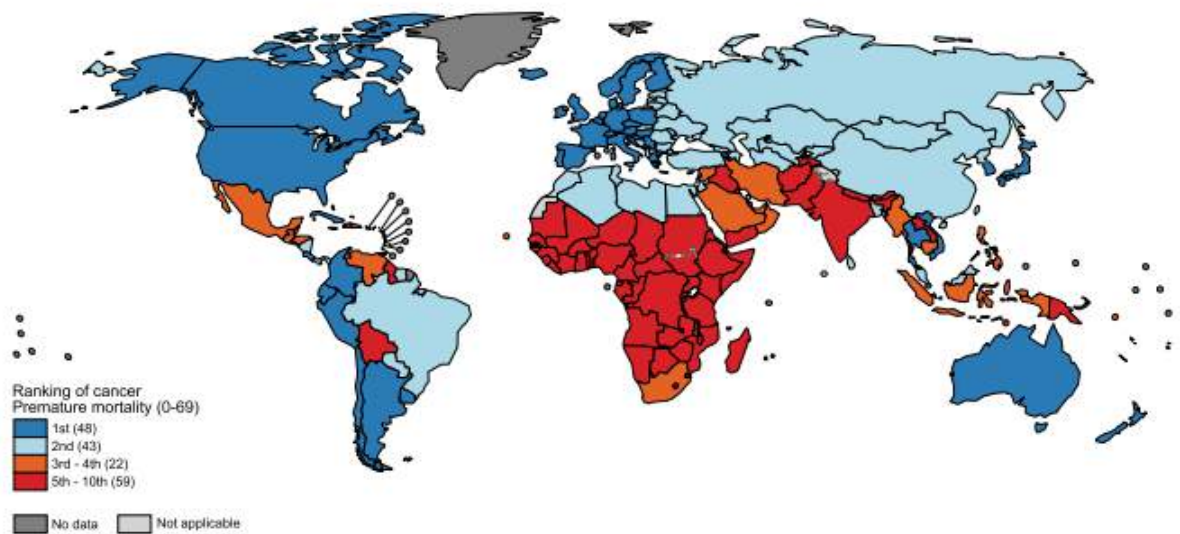 Ranking of cancer
Premature mortality (0-69)
1st (48)
2nd (43)
3rd - 4th (22)
5th - 10th (59)
No data
Not applicable